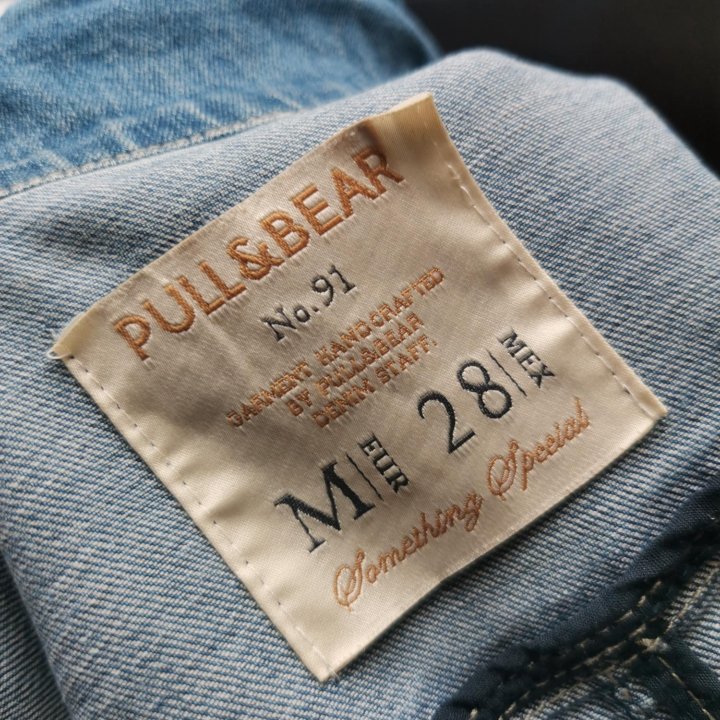 PULL&BEAR
No.91
GARMENT HANDCRAFTED
BY PULL&BEAR
DENIM STAFF.
M|EUR 28|MEX
Something Special